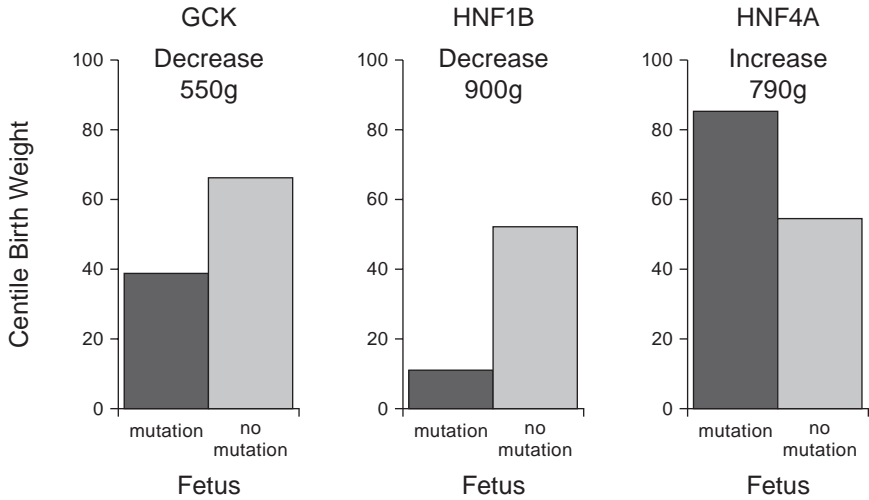 GCK
HNF1B
HNF4A
Centile Birth Weight
100
80
60
40
20
0
Decrease
550g
mutation
no
mutation
Fetus
100
80
60
40
20
0
Decrease
900g
mutation
no
mutation
Fetus
100
80
60
40
20
0
Increase
790g
mutation
no
mutation
Fetus